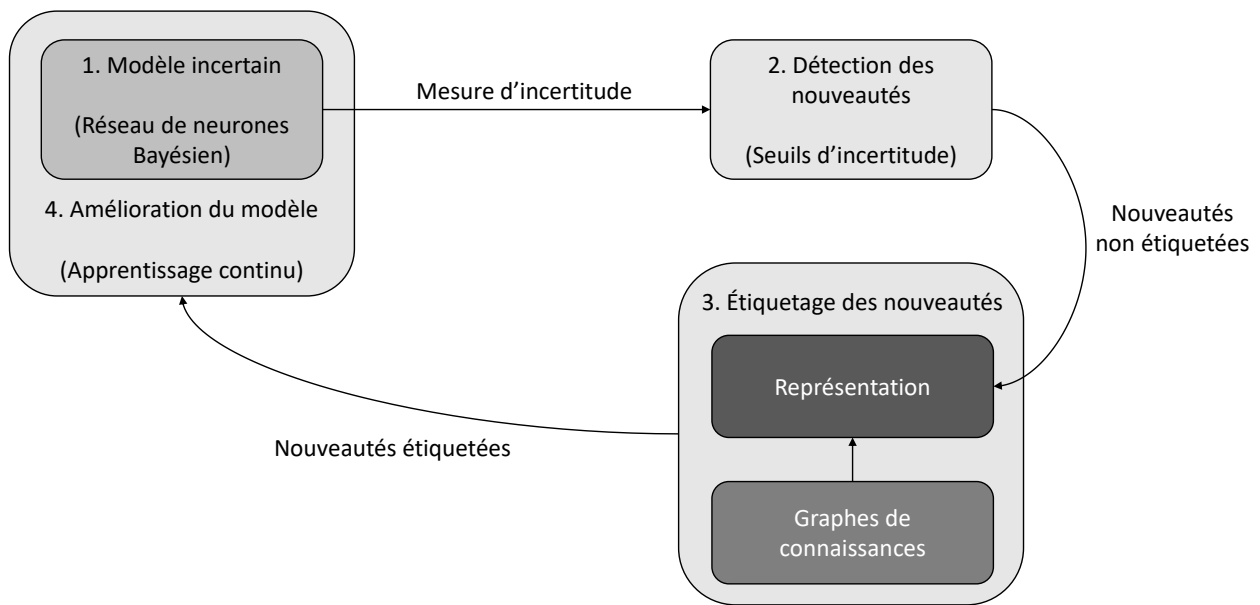 1. Modèle incertain
(Réseau de neurones
Bayésien)
4. Amélioration du modèle
(Apprentissage continu)
Mesure d’incertitude
2. Détection des
nouveautés
(Seuils d’incertitude)
Nouveautés
non étiquetées
3. Étiquetage des nouveautés
Représentation
Graphes de
connaissances
Nouveautés étiquetées